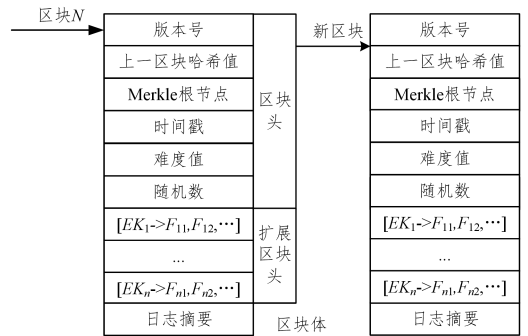 区块N
版本号
上一区块哈希值
Merkle根节点
时间戳
难度值
随机数
[EK₁->F₁₁,F₁₂,…]
...
[EKₙ->Fₙ₁,Fₙ₂,…]
日志摘要
区块
头
扩展
区块
头
区块体
新区块
版本号
上一区块哈希值
Merkle根节点
时间戳
难度值
随机数
[EK₁->F₁₁,F₁₂,…]
...
[EKₙ->Fₙ₁,Fₙ₂,…]
日志摘要